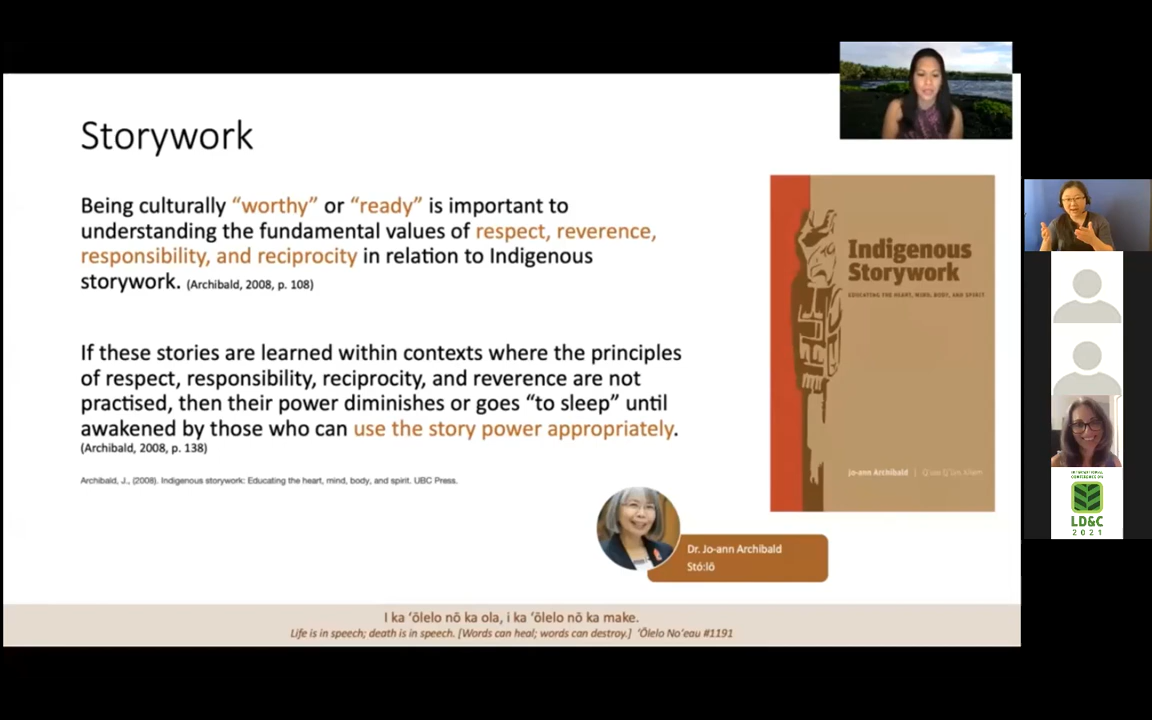 Storywork
Being culturally “worthy” or “ready” is important to
understanding the fundamental values of respect, reverence,
responsibility, and reciprocity in relation to Indigenous
storywork. (Archibald, 2008, p. 108)
If these stories are learned within contexts where the principles
of respect, responsibility, reciprocity, and reverence are not
practised, then their power diminishes or goes “to sleep” until
awakened by those who can use the story power appropriately.
(Archibald, 2008, p. 138)
Archibald, J., (2008). Indigenous storywork: Educating the heart, mind, body, and spirit. UBC Press.
Indigenous
Storywork
EDUCATING THE HEART, MIND, BODY, AND SPIRIT
Jo-ann Archibald | Q'um Q'um Xiiem
Dr. Jo-ann Archibald
Stó:lō
I ka ʻōlelo nō ka ola, i ka ʻōlelo nō ka make.
Life is in speech; death is in speech. [Words can heal; words can destroy.] ʻŌlelo Noʻeau #1191
INTERNATIONAL
CONFERENCE ON
LD&C
2021